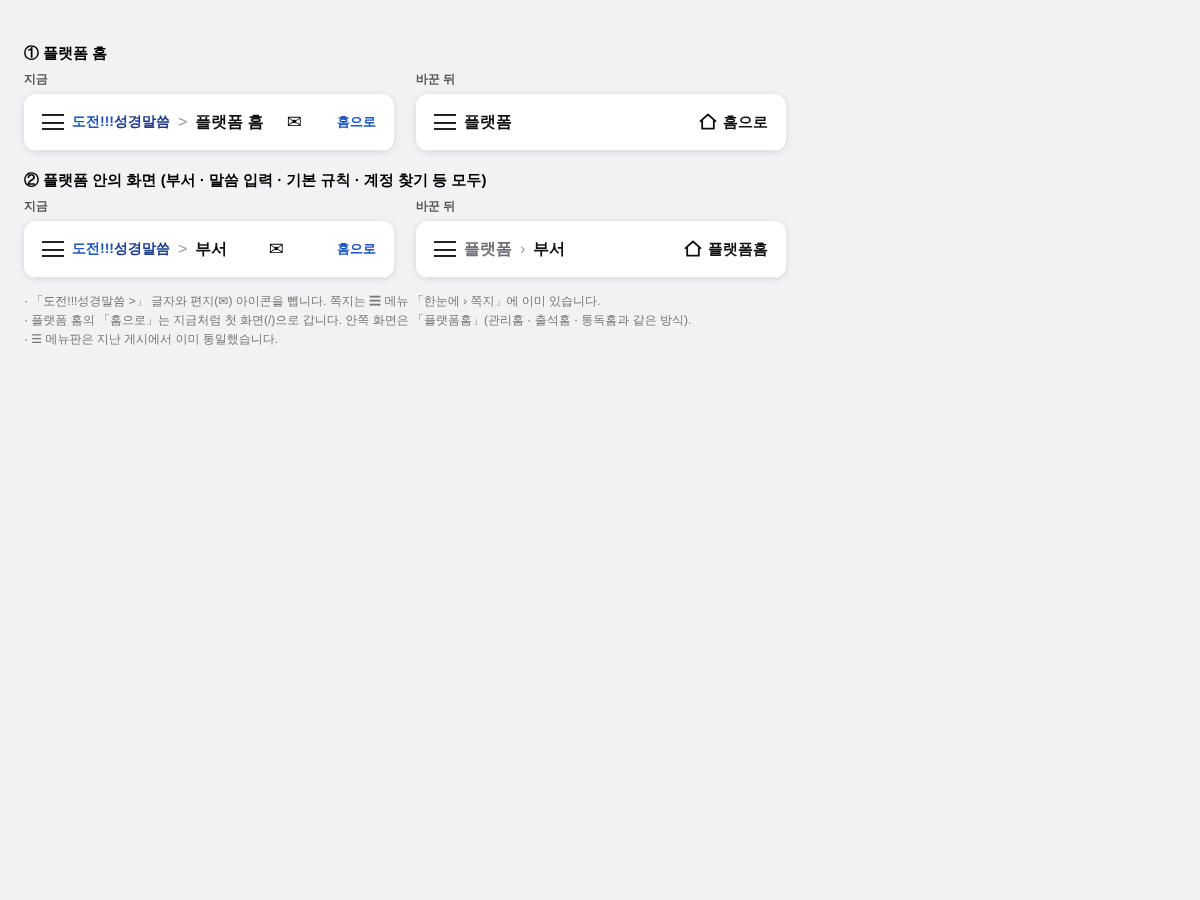 ① 플랫폼 홈
지금
바꾼 뒤
☰ 도전!!!성경말씀 > 플랫폼 홈 ✉ 홈으로
☰ 플랫폼 홈으로
② 플랫폼 안의 화면 (부서 · 말씀 입력 · 기본 규칙 · 계정 찾기 등 모두)
지금
바꾼 뒤
☰ 도전!!!성경말씀 > 부서 ✉ 홈으로
☰ 플랫폼 › 부서 플랫폼홈
· 「도전!!!성경말씀 >」 글자와 편지(✉) 아이콘을 뺍니다. 쪽지는 ☰ 메뉴 「한눈에 › 쪽지」에 이미 있습니다.
· 플랫폼 홈의 「홈으로」는 지금처럼 첫 화면(/)으로 갑니다. 안쪽 화면은 「플랫폼홈」(관리홈 · 출석홈 · 통독홈과 같은 방식).
· ☰ 메뉴판은 지난 게시에서 이미 통일했습니다.